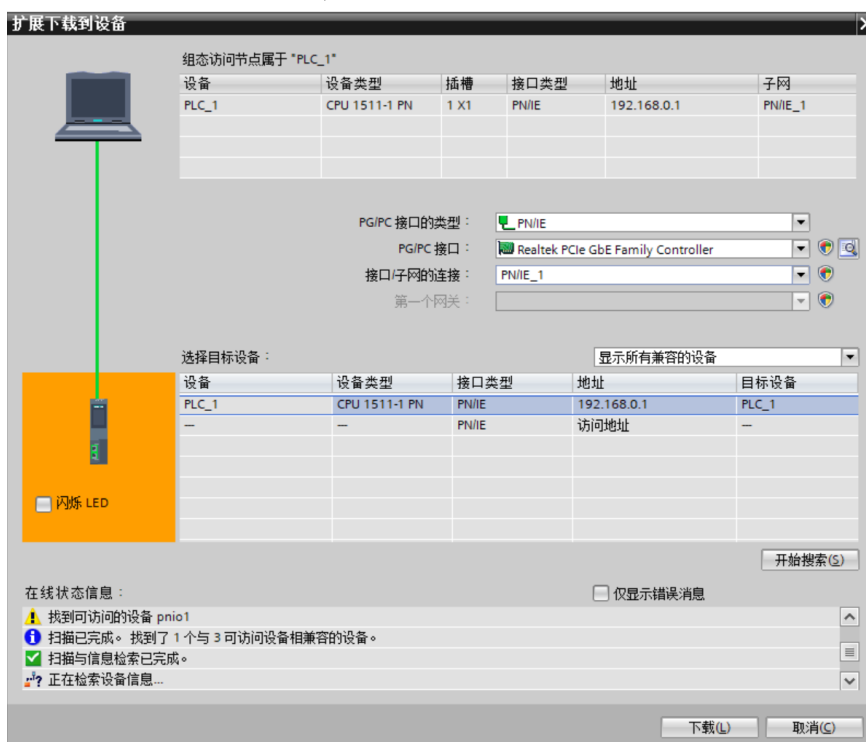 扩展下载到设备
组态访问节点属于 "PLC_1"
设备 设备类型 插槽 接口类型 地址 子网
PLC_1 CPU 1511-1 PN 1 X1 PN/IE 192.168.0.1 PN/IE_1
PG/PC 接口的类型： PN/IE
PG/PC 接口： Realtek PCIe GbE Family Controller
接口/子网的连接： PN/IE_1
第一个网关：
选择目标设备： 显示所有兼容的设备
设备 设备类型 接口类型 地址 目标设备
PLC_1 CPU 1511-1 PN PN/IE 192.168.0.1 PLC_1
— — PN/IE 访问地址 —
闪烁 LED
开始搜索(S)
在线状态信息： 仅显示错误消息
找到可访问的设备 pnio1
扫描已完成。找到了 1 个与 3 可访问设备相兼容的设备。
扫描与信息检索已完成。
正在检索设备信息...
下载(L) 取消(C)